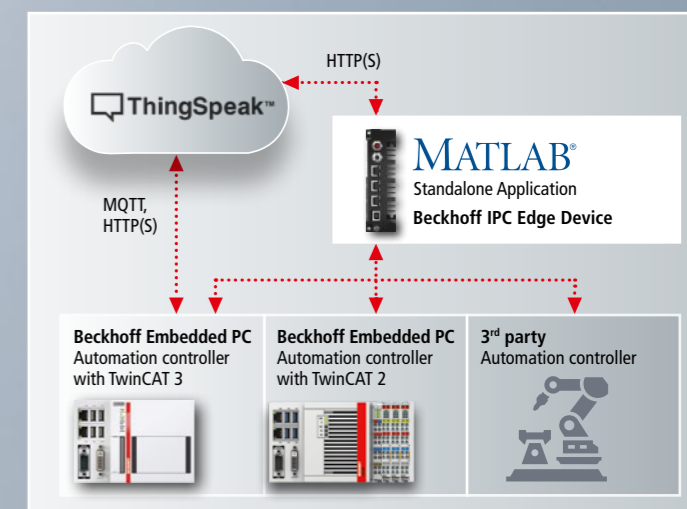 HTTP(S)
ThingSpeak™
MATLAB®
Standalone Application
Beckhoff IPC Edge Device
MQTT,
HTTP(S)
Beckhoff Embedded PC
Automation controller
with TwinCAT 3
Beckhoff Embedded PC
Automation controller
with TwinCAT 2
3rd party
Automation controller